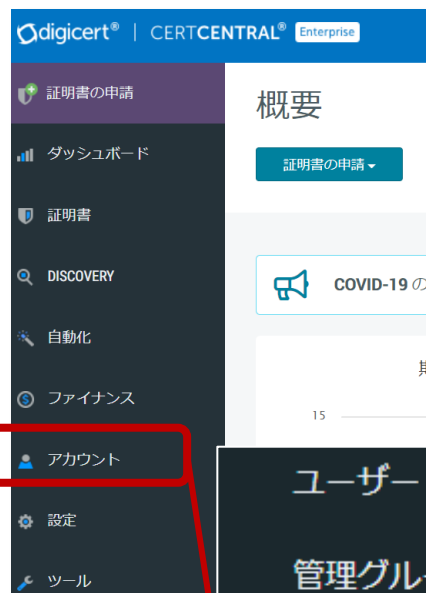 digicert® | CERTCENTRAL® Enterprise
証明書の申請
概要
ダッシュボード
証明書の申請
証明書
DISCOVERY
COVID-19 の
自動化
ファイナンス
15
アカウント
ユーザー
設定
管理グル
ツール